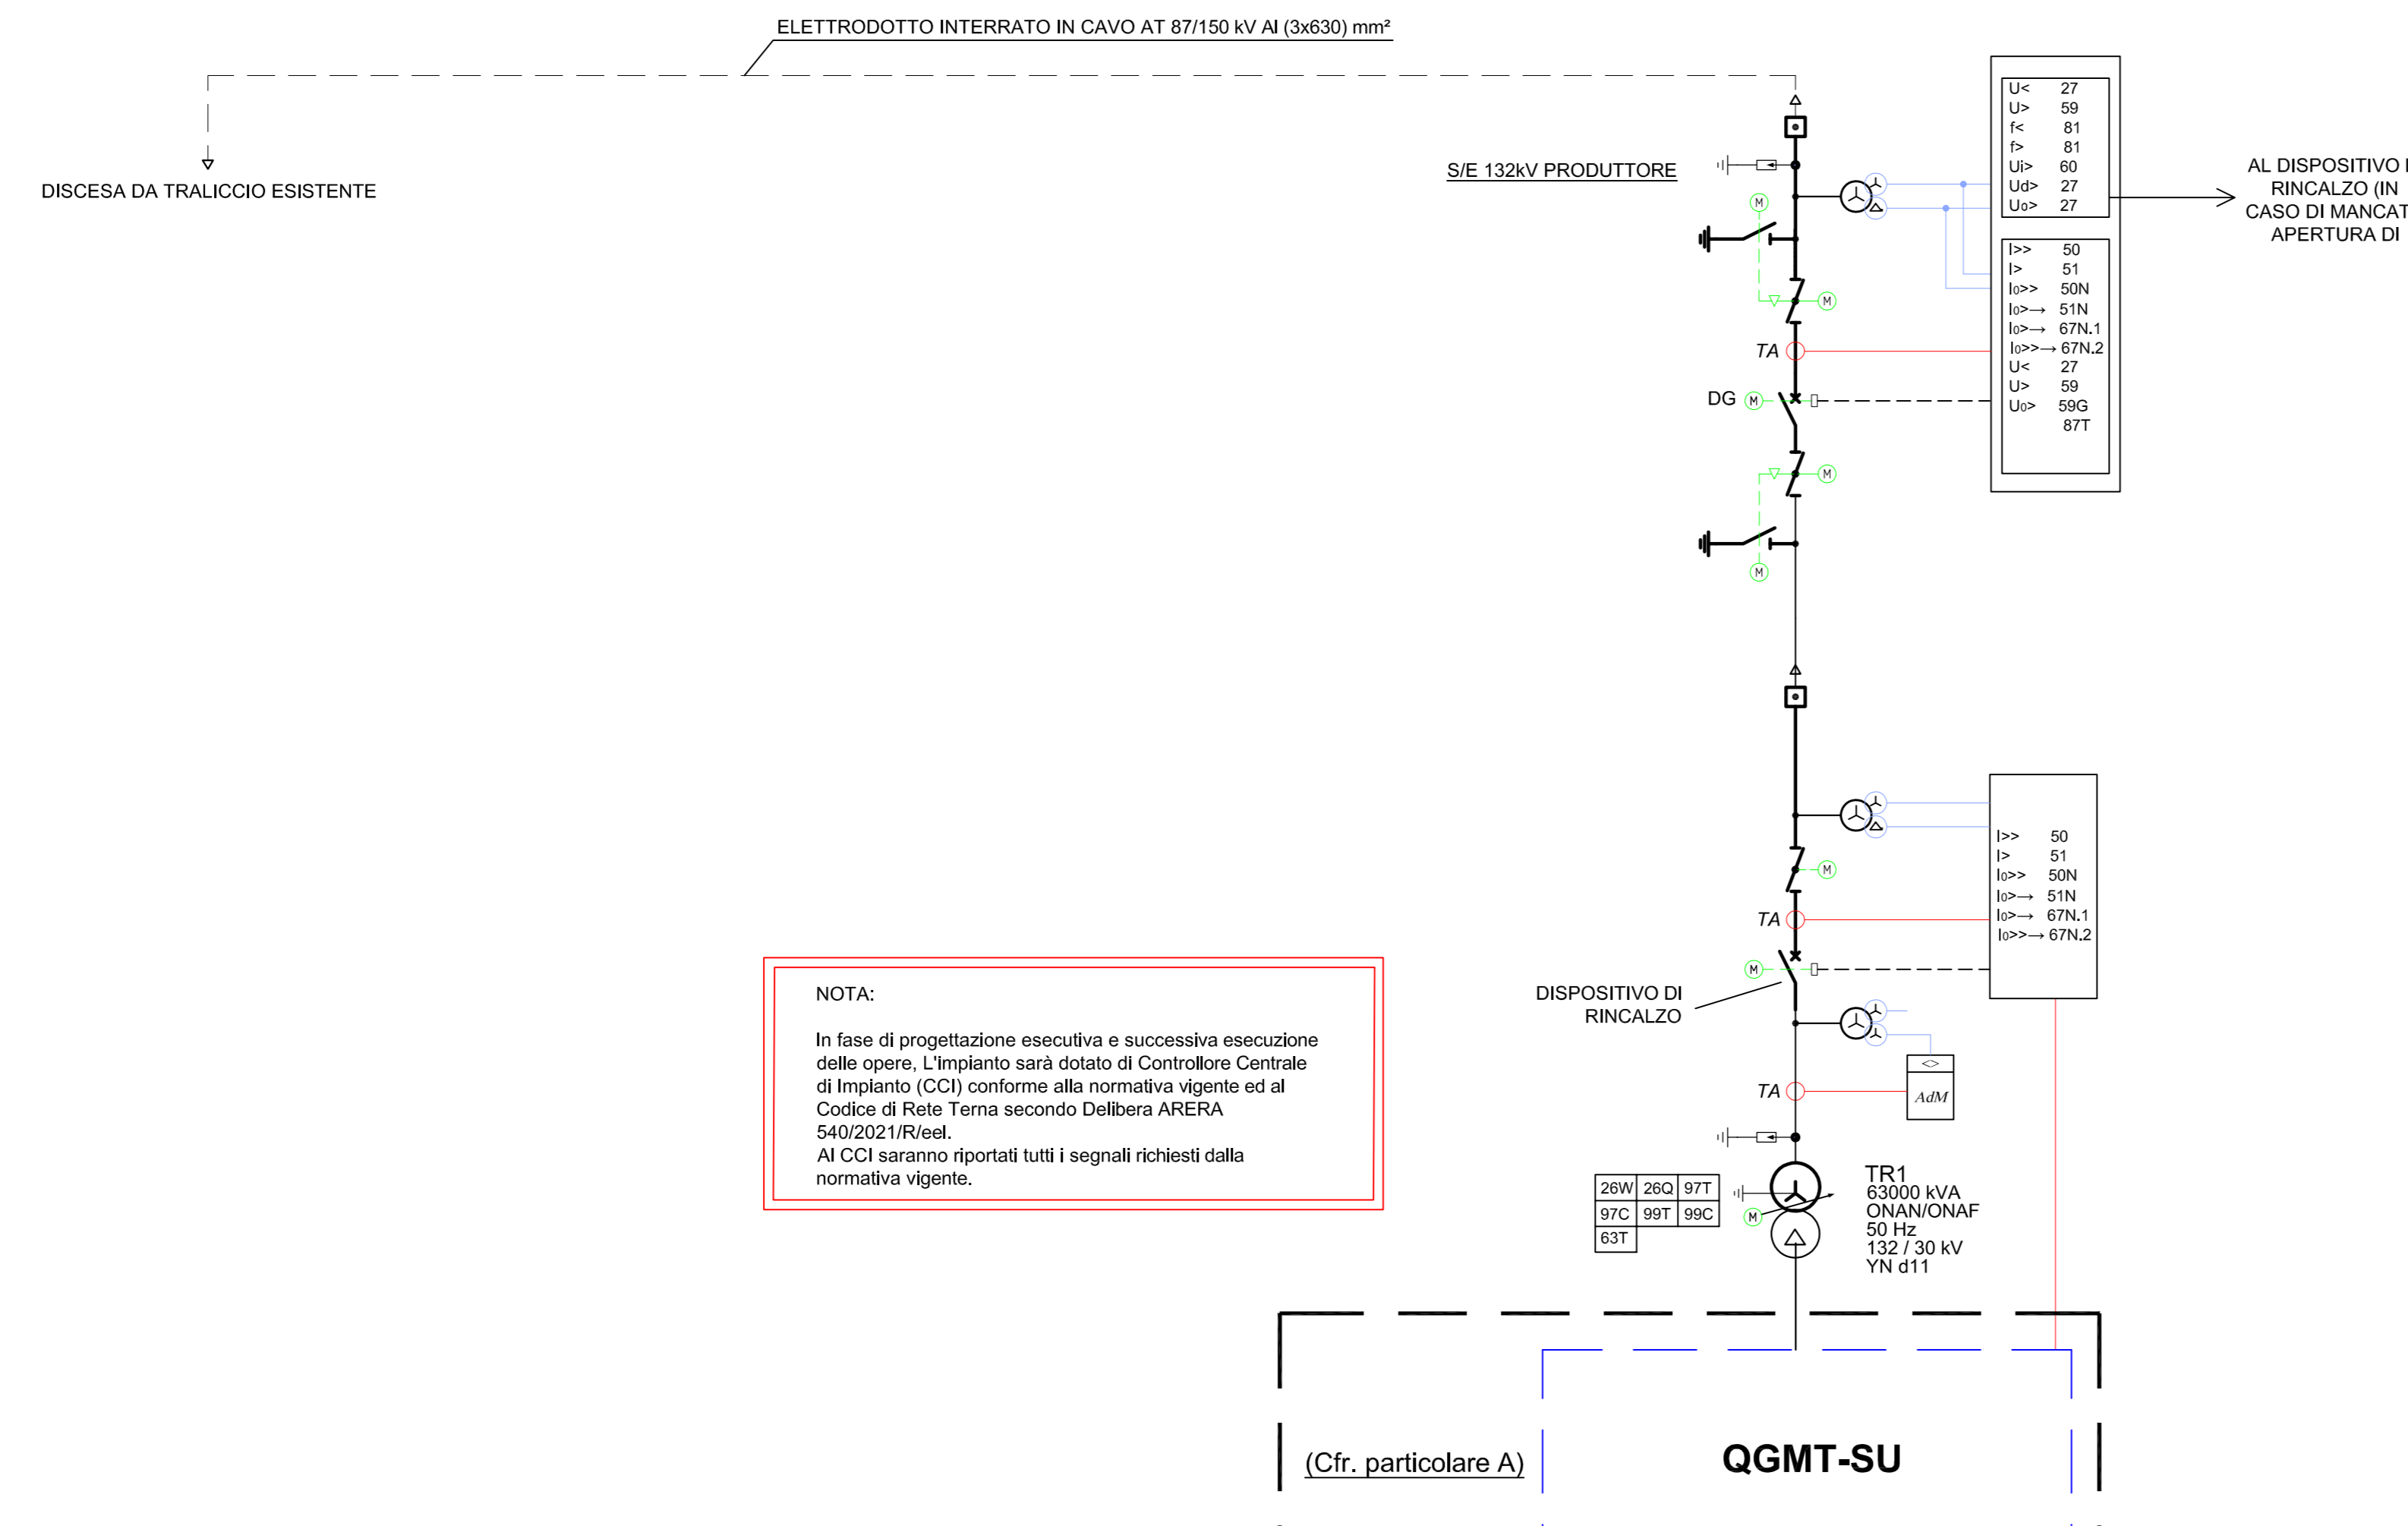 ELETTRODOTTO INTERRATO IN CAVO AT 87/150 kV Al (3x630) mm²
DISCESA DA TRALICCIO ESISTENTE
S/E 132kV PRODUTTORE
U< 27
U> 59
f< 81
f> 81
Ui> 60
Ud> 27
U0> 27
AL DISPOSITIVO
RINCALZO (IN
CASO DI MANCAT
APERTURA DI
I>> 50
I> 51
I0>> 50N
I0>→ 51N
I0>→ 67N.1
I0>>→ 67N.2
U< 27
U> 59
U0> 59G
87T
M
M
TA
DG M
M
M
I>> 50
I> 51
I0>> 50N
I0>→ 51N
I0>→ 67N.1
I0>>→ 67N.2
M
TA
M
DISPOSITIVO DI
RINCALZO
<>
AdM
TA
NOTA:
In fase di progettazione esecutiva e successiva esecuzione
delle opere, L'impianto sarà dotato di Controllore Centrale
di Impianto (CCI) conforme alla normativa vigente ed al
Codice di Rete Terna secondo Delibera ARERA
540/2021/R/eel.
Al CCI saranno riportati tutti i segnali richiesti dalla
normativa vigente.
26W 26Q 97T
97C 99T 99C
63T
M
TR1
63000 kVA
ONAN/ONAF
50 Hz
132 / 30 kV
YN d11
(Cfr. particolare A)
QGMT-SU